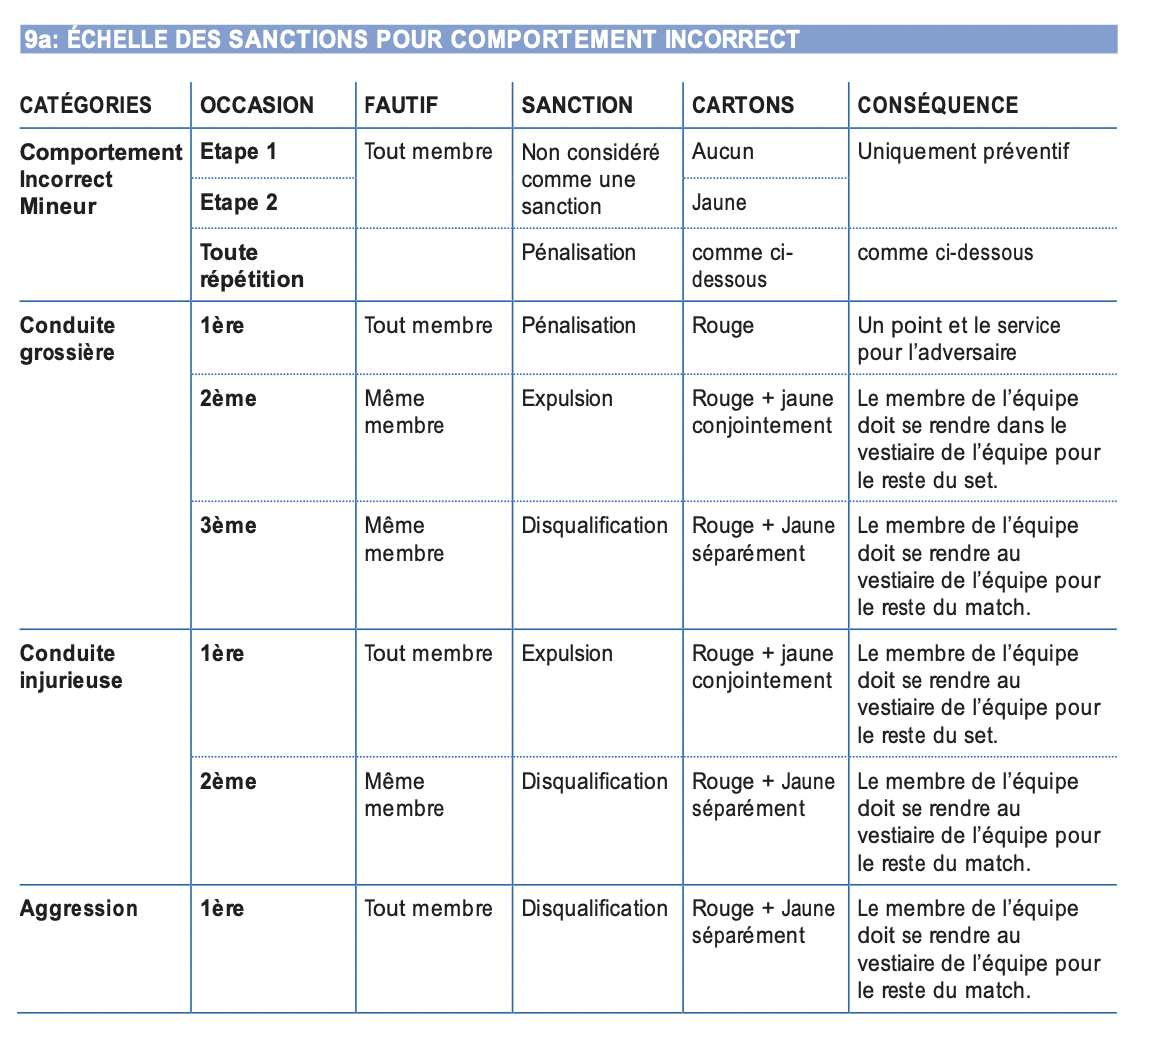 9a: ÉCHELLE DES SANCTIONS POUR COMPORTEMENT INCORRECT
CATÉGORIES OCCASION FAUTIF SANCTION CARTONS CONSÉQUENCE
Comportement Etape 1 Tout membre Non considéré Aucun Uniquement préventif
Incorrect comme une
Mineur Etape 2 sanction Jaune
Toute Pénalisation comme ci- comme ci-dessous
répétition dessous
Conduite 1ère Tout membre Pénalisation Rouge Un point et le service
grossière pour l’adversaire
2ème Même Expulsion Rouge + jaune Le membre de l’équipe
membre conjointement doit se rendre dans le
vestiaire de l’équipe pour
le reste du set.
3ème Même Disqualification Rouge + Jaune Le membre de l’équipe
membre séparément doit se rendre au
vestiaire de l’équipe pour
le reste du match.
Conduite 1ère Tout membre Expulsion Rouge + jaune Le membre de l’équipe
injurieuse conjointement doit se rendre au
vestiaire de l’équipe pour
le reste du set.
2ème Même Disqualification Rouge + Jaune Le membre de l’équipe
membre séparément doit se rendre au
vestiaire de l’équipe pour
le reste du match.
Aggression 1ère Tout membre Disqualification Rouge + Jaune Le membre de l’équipe
séparément doit se rendre au
vestiaire de l’équipe pour
le reste du match.